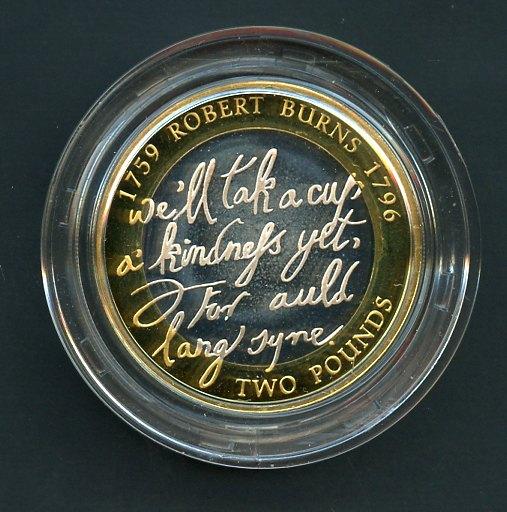 1759 ROBERT BURNS 1796
we'll tak a cup
a' kindneſs yet,
For auld
lang syne.
TWO POUNDS